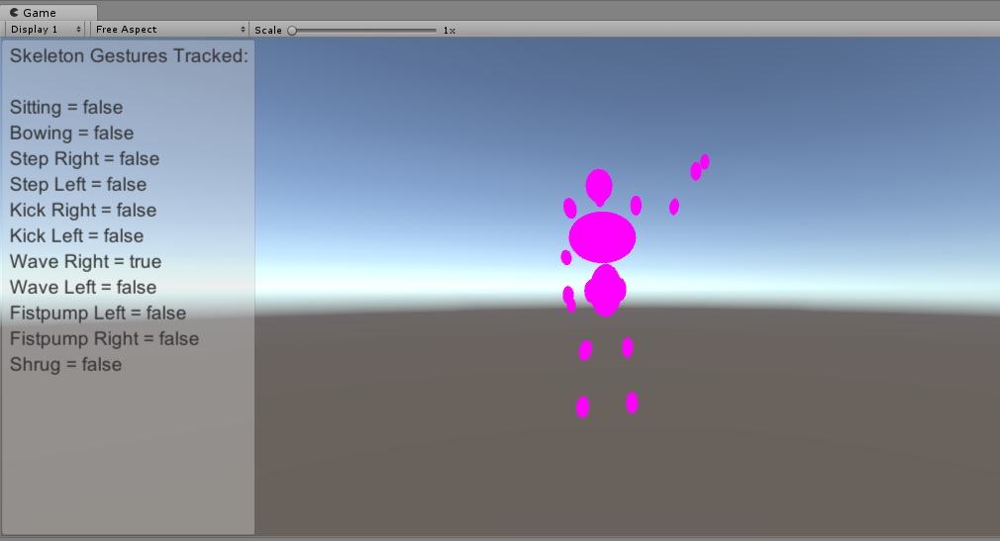 Game
Display 1 Free Aspect Scale 1x
Skeleton Gestures Tracked:
Sitting = false
Bowing = false
Step Right = false
Step Left = false
Kick Right = false
Kick Left = false
Wave Right = true
Wave Left = false
Fistpump Left = false
Fistpump Right = false
Shrug = false